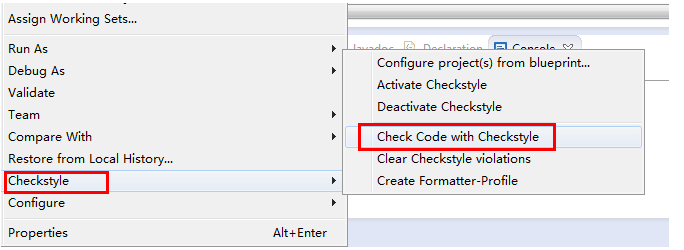 Assign Working Sets...
Run As
Debug As
Validate
Team
Compare With
Restore from Local History...
Checkstyle
Configure
Properties Alt+Enter
Javadoc Declaration Console
Configure project(s) from blueprint...
Activate Checkstyle
Deactivate Checkstyle
Check Code with Checkstyle
Clear Checkstyle violations
Create Formatter-Profile